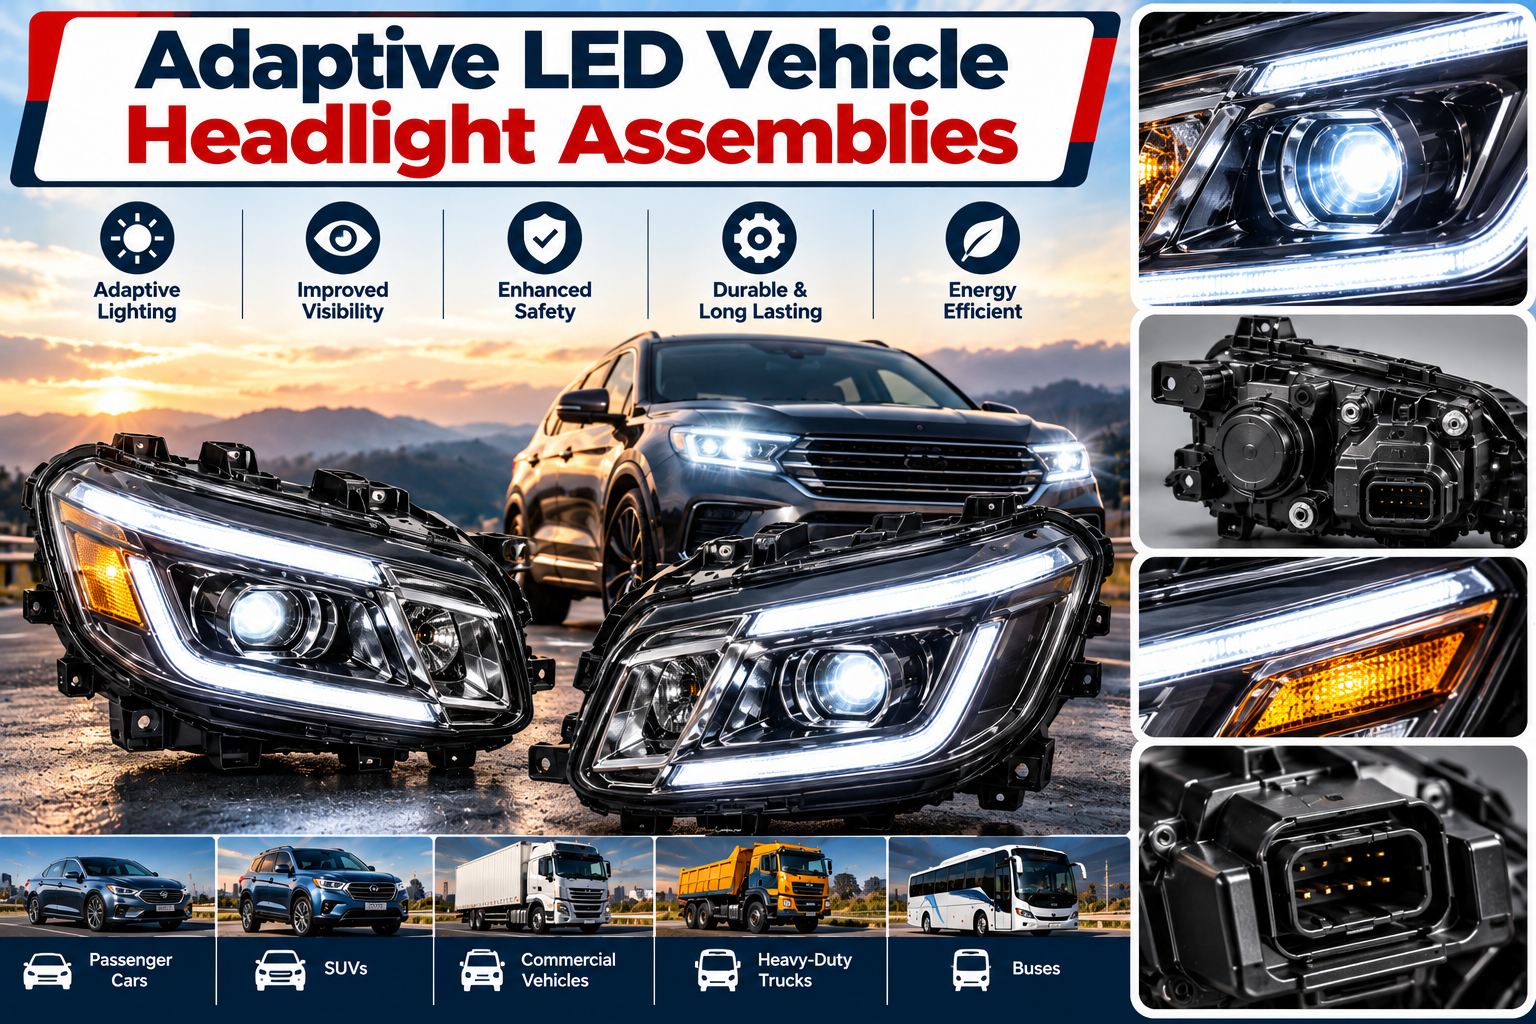 Adaptive LED Vehicle
Headlight Assemblies
Adaptive
Lighting
Improved
Visibility
Enhanced
Safety
Durable &
Long Lasting
Energy
Efficient
Passenger
Cars
SUVs
Commercial
Vehicles
Heavy-Duty
Trucks
Buses